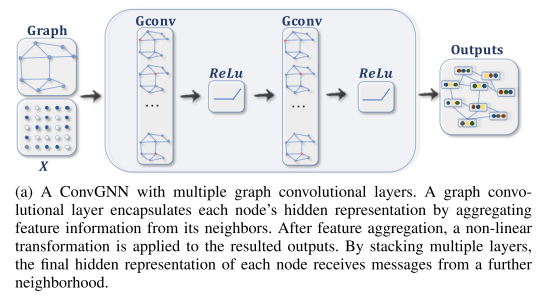 Graph
Gconv
Gconv
Outputs
ReLu
ReLu
...
...
X
(a) A ConvGNN with multiple graph convolutional layers. A graph convo-
lutional layer encapsulates each node's hidden representation by aggregating
feature information from its neighbors. After feature aggregation, a non-linear
transformation is applied to the resulted outputs. By stacking multiple layers,
the final hidden representation of each node receives messages from a further
neighborhood.